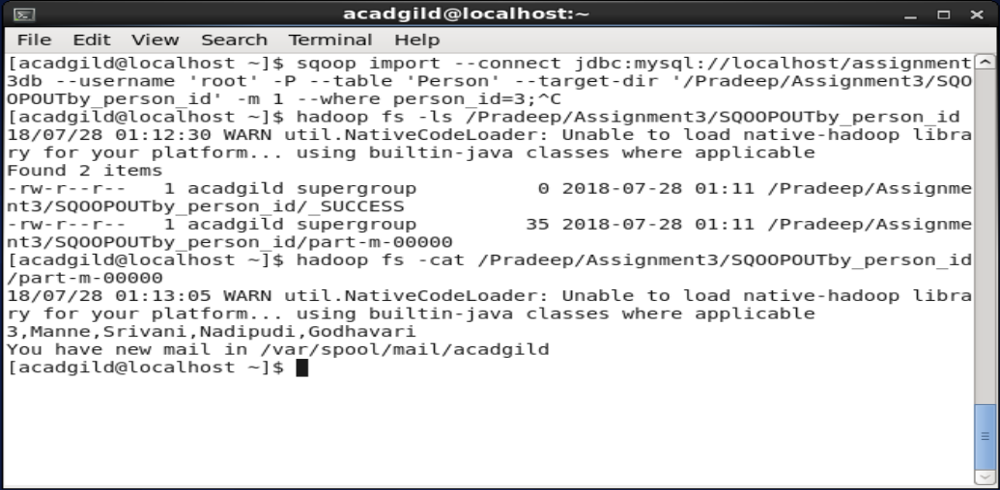 acadgild@localhost:~
File Edit View Search Terminal Help
[acadgild@localhost ~]$ sqoop import --connect jdbc:mysql://localhost/assignment
3db --username 'root' -P --table 'Person' --target-dir '/Pradeep/Assignment3/SQO
OPOUTby_person_id' -m 1 --where person_id=3;^C
[acadgild@localhost ~]$ hadoop fs -ls /Pradeep/Assignment3/SQOOPOUTby_person_id
18/07/28 01:12:30 WARN util.NativeCodeLoader: Unable to load native-hadoop libra
ry for your platform... using builtin-java classes where applicable
Found 2 items
-rw-r--r--   1 acadgild supergroup          0 2018-07-28 01:11 /Pradeep/Assignme
nt3/SQOOPOUTby_person_id/_SUCCESS
-rw-r--r--   1 acadgild supergroup         35 2018-07-28 01:11 /Pradeep/Assignme
nt3/SQOOPOUTby_person_id/part-m-00000
[acadgild@localhost ~]$ hadoop fs -cat /Pradeep/Assignment3/SQOOPOUTby_person_id
/part-m-00000
18/07/28 01:13:05 WARN util.NativeCodeLoader: Unable to load native-hadoop libra
ry for your platform... using builtin-java classes where applicable
3,Manne,Srivani,Nadipudi,Godhavari
You have new mail in /var/spool/mail/acadgild
[acadgild@localhost ~]$